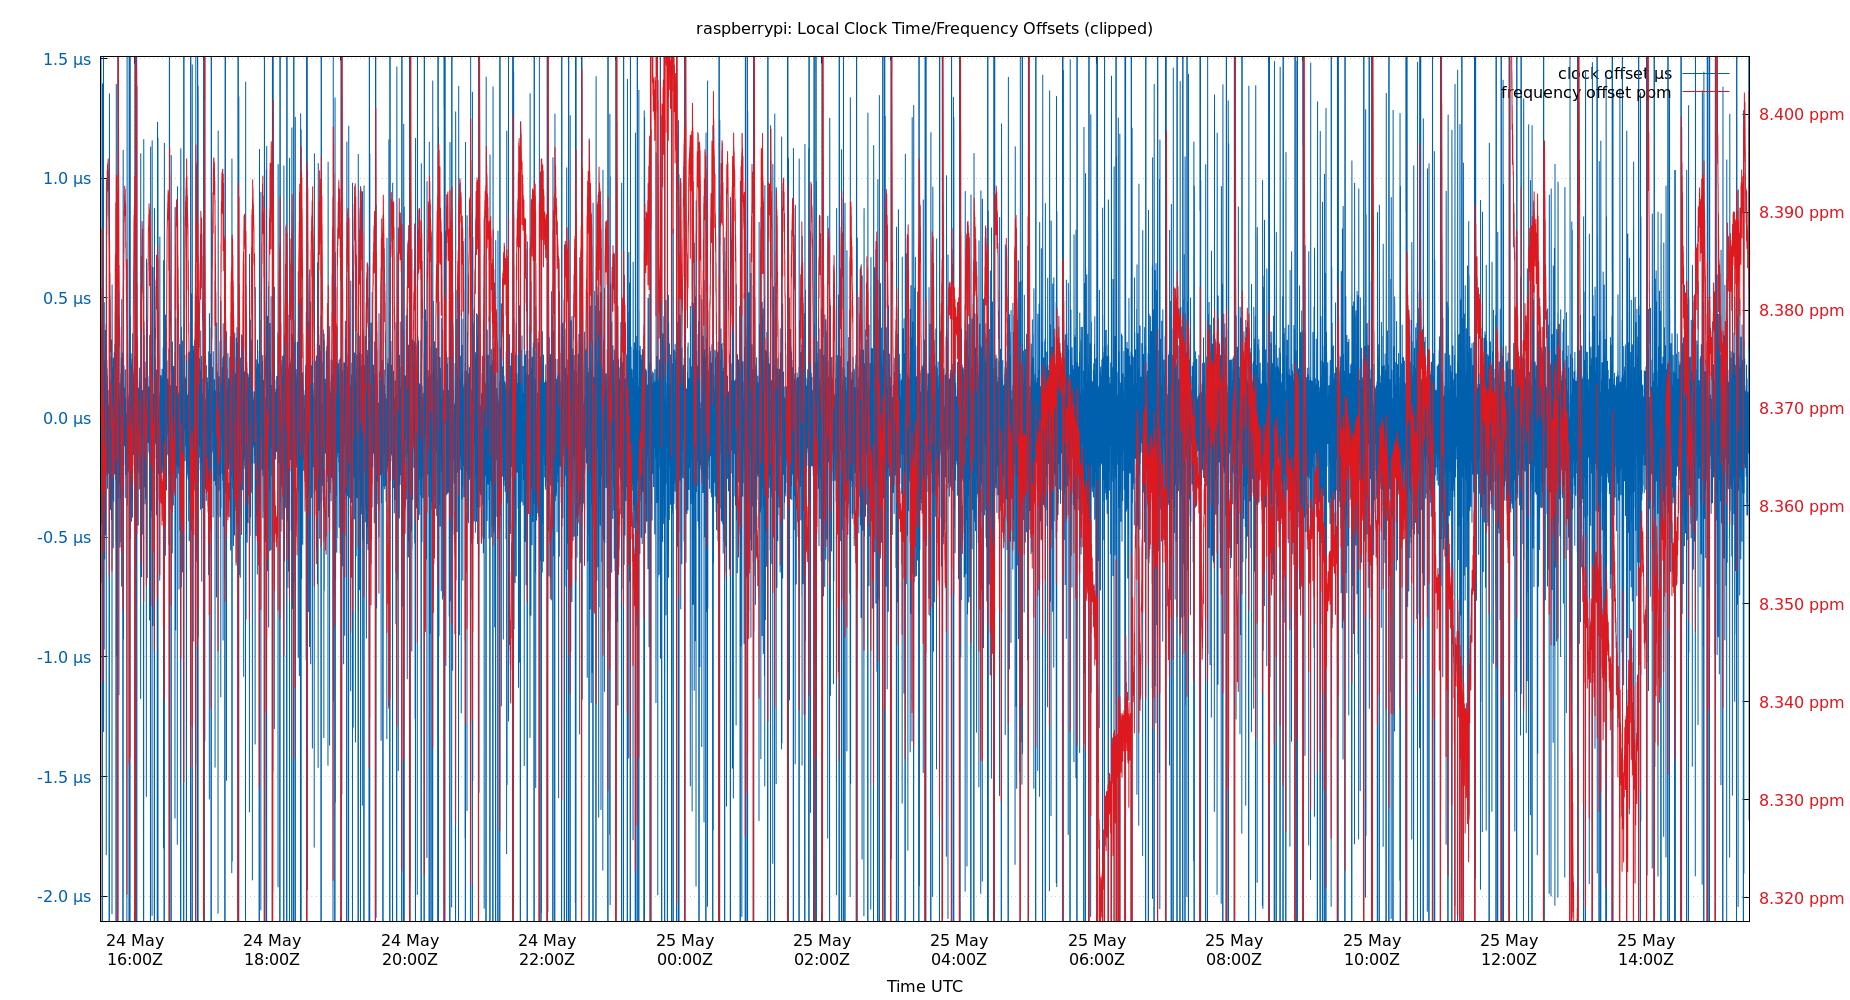 raspberrypi: Local Clock Time/Frequency Offsets (clipped)
1.5 µs
1.0 µs
0.5 µs
0.0 µs
-0.5 µs
-1.0 µs
-1.5 µs
-2.0 µs
clock offset µs
frequency offset ppm
8.400 ppm
8.390 ppm
8.380 ppm
8.370 ppm
8.360 ppm
8.350 ppm
8.340 ppm
8.330 ppm
8.320 ppm
24 May 24 May 24 May 24 May 25 May 25 May 25 May 25 May 25 May 25 May 25 May 25 May
16:00Z 18:00Z 20:00Z 22:00Z 00:00Z 02:00Z 04:00Z 06:00Z 08:00Z 10:00Z 12:00Z 14:00Z
Time UTC